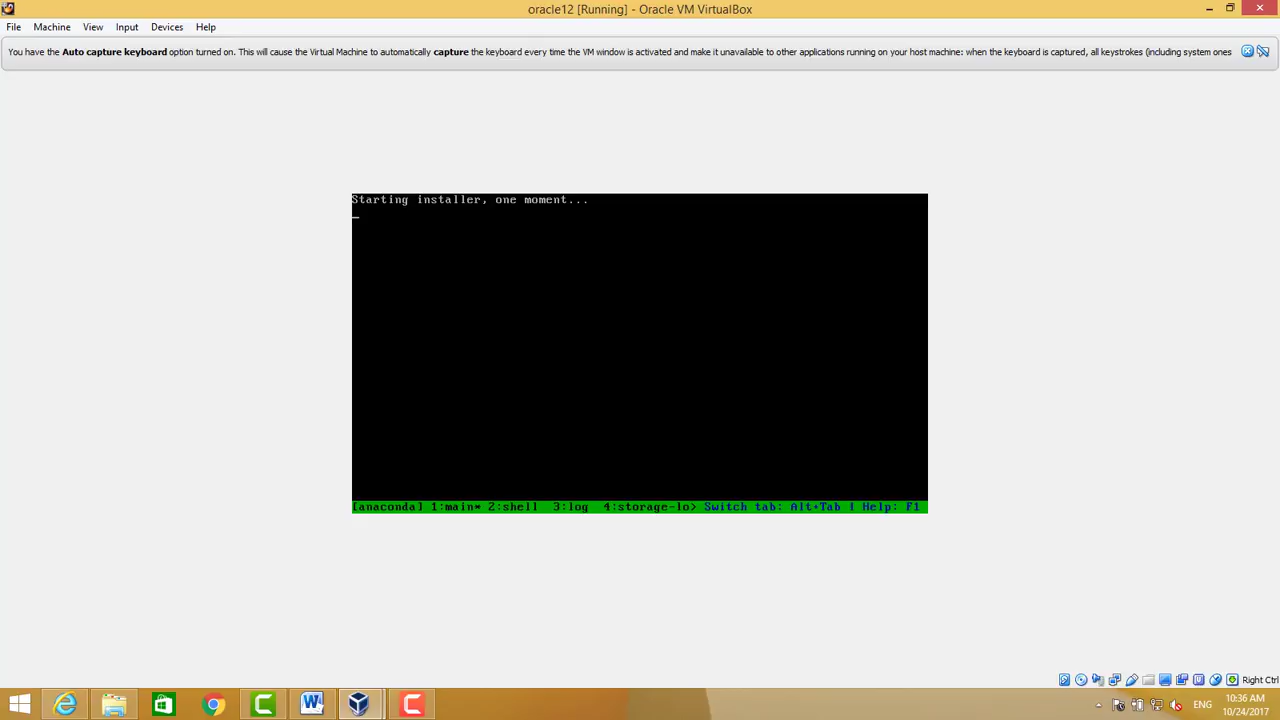 oracle12 [Running] - Oracle VM VirtualBox
File Machine View Input Devices Help
You have the Auto capture keyboard option turned on. This will cause the Virtual Machine to automatically capture the keyboard every time the VM window is activated and make it unavailable to other applications running on your host machine: when the keyboard is captured, all keystrokes (including system ones
Starting installer, one moment...
[anaconda] 1:main* 2:shell 3:log 4:storage-lo> Switch tab: Alt+Tab | Help: F1
Right Ctrl
ENG
10:36 AM
10/24/2017